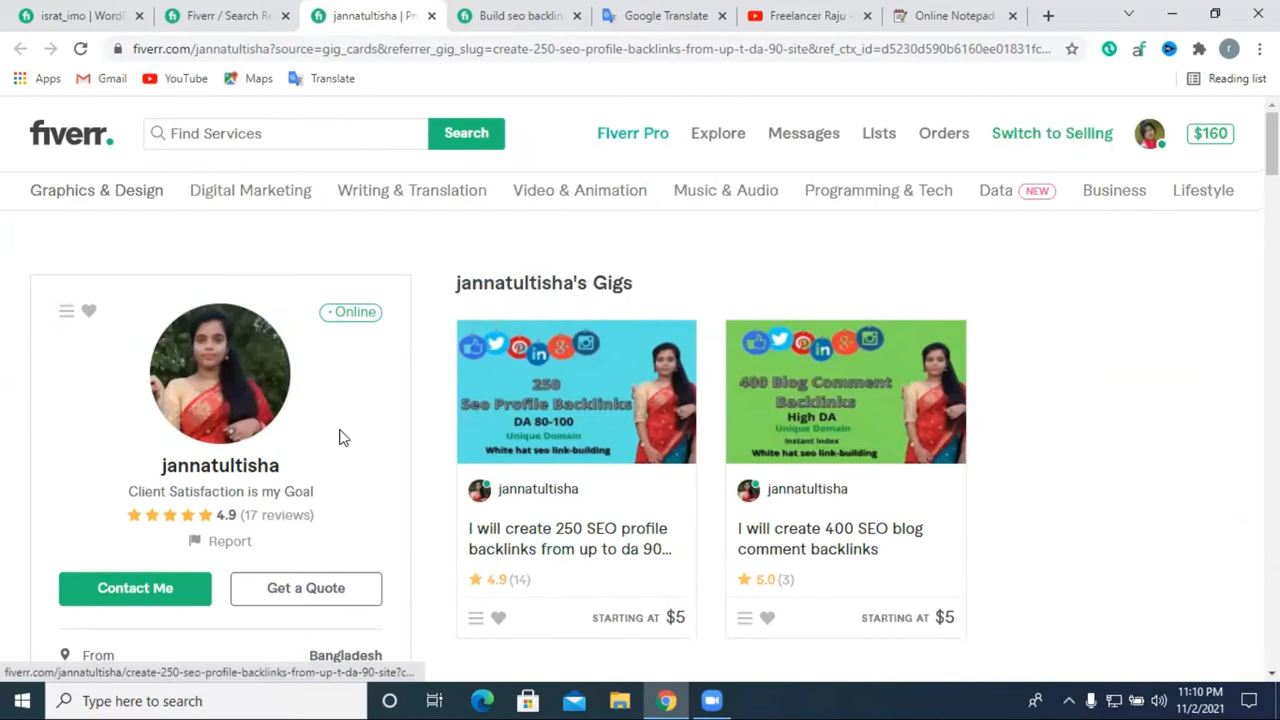 israt_imo | WordP
Fiverr / Search Re
jannatultisha | Pr
Build seo backlin
Google Translate
Freelancer Raju -
Online Notepad
fiverr.com/jannatultisha?source=gig_cards&referrer_gig_slug=create-250-seo-profile-backlinks-from-up-t-da-90-site&ref_ctx_id=d5230d590b6160ee01831fc...
af
r
Apps
Gmail
YouTube
Maps
Translate
Reading list
fiverr.
Find Services
Search
Fiverr Pro
Explore
Messages
Lists
Orders
Switch to Selling
$160
Graphics & Design
Digital Marketing
Writing & Translation
Video & Animation
Music & Audio
Programming & Tech
Data NEW
Business
Lifestyle
Online
jannatultisha
Client Satisfaction is my Goal
4.9 (17 reviews)
Report
Contact Me
Get a Quote
From
Bangladesh
jannatultisha's Gigs
250
Seo Profile Backlinks
DA 80-100
Unique Domain
White hat seo link-building
jannatultisha
I will create 250 SEO profile
backlinks from up to da 90...
4.9 (14)
STARTING AT $5
400 Blog Comment
Backlinks
High DA
Unique Domain
Instant Index
White hat seo link-building
jannatultisha
I will create 400 SEO blog
comment backlinks
5.0 (3)
STARTING AT $5
fiverr.com/jannatultisha/create-250-seo-profile-backlinks-from-up-t-da-90-site?c...
Type here to search
11:10 PM
11/2/2021